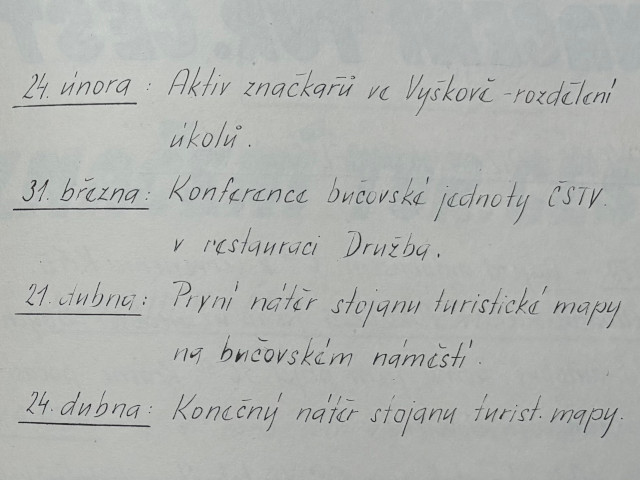 24. února : Aktiv značkařů ve Vyškově - rozdělení
úkolů.
31. března : Konference bučovské jednoty ČSTV.
v restauraci Družba.
21. dubna : První nátěr stojanu turistické mapy
na bučovském náměstí.
24. dubna : Konečný nátěr stojanu turist. mapy.